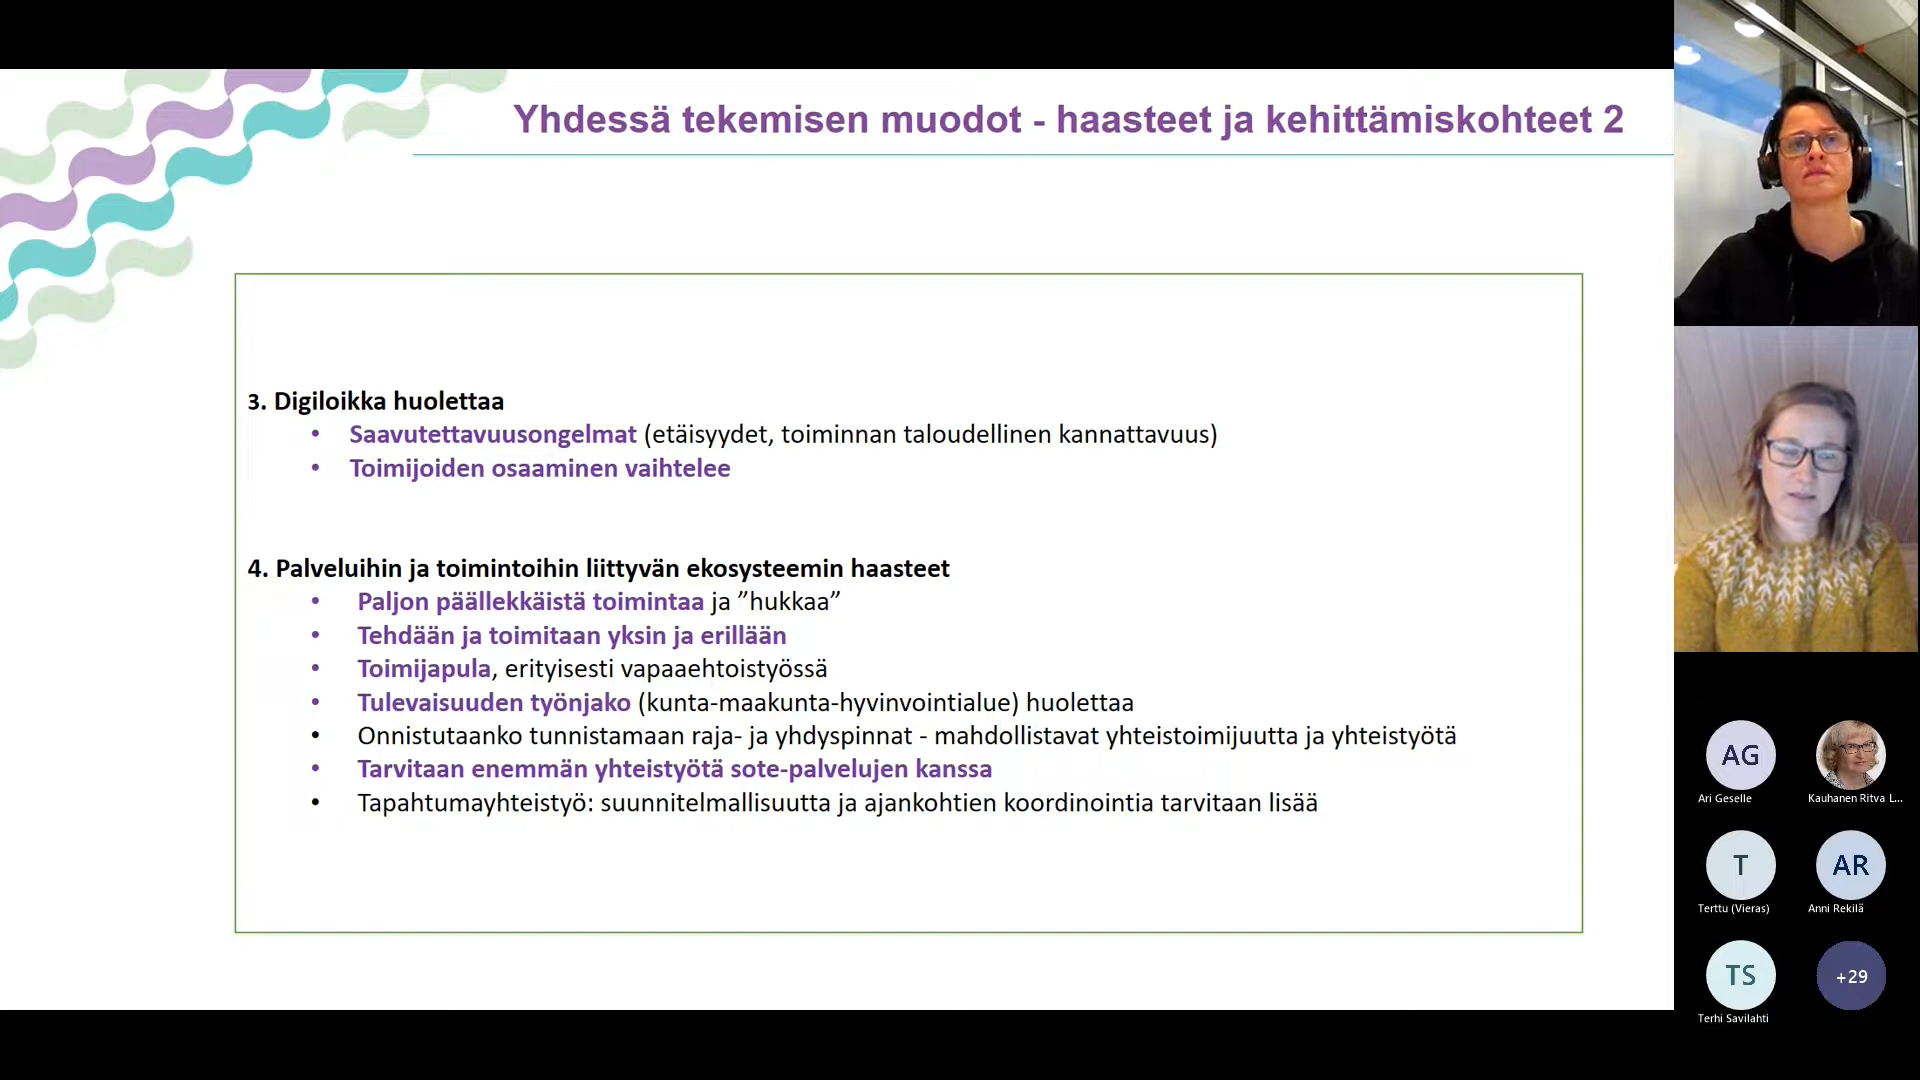 Yhdessä tekemisen muodot - haasteet ja kehittämiskohteet 2
3. Digiloikka huolettaa
• Saavutettavuusongelmat (etäisyydet, toiminnan taloudellinen kannattavuus)
• Toimijoiden osaaminen vaihtelee
4. Palveluihin ja toimintoihin liittyvän ekosysteemin haasteet
• Paljon päällekkäistä toimintaa ja ”hukkaa”
• Tehdään ja toimitaan yksin ja erillään
• Toimijapula, erityisesti vapaaehtoistyössä
• Tulevaisuuden työnjako (kunta-maakunta-hyvinvointialue) huolettaa
• Onnistutaanko tunnistamaan raja- ja yhdyspinnat - mahdollistavat yhteistoimijuutta ja yhteistyötä
• Tarvitaan enemmän yhteistyötä sote-palvelujen kanssa
• Tapahtumayhteistyö: suunnitelmallisuutta ja ajankohtien koordinointia tarvitaan lisää
AG
Ari Geselle
Kauhanen Ritva L...
T
AR
Terttu (Vieras)
Anni Rekilä
TS
+29
Terhi Savilahti